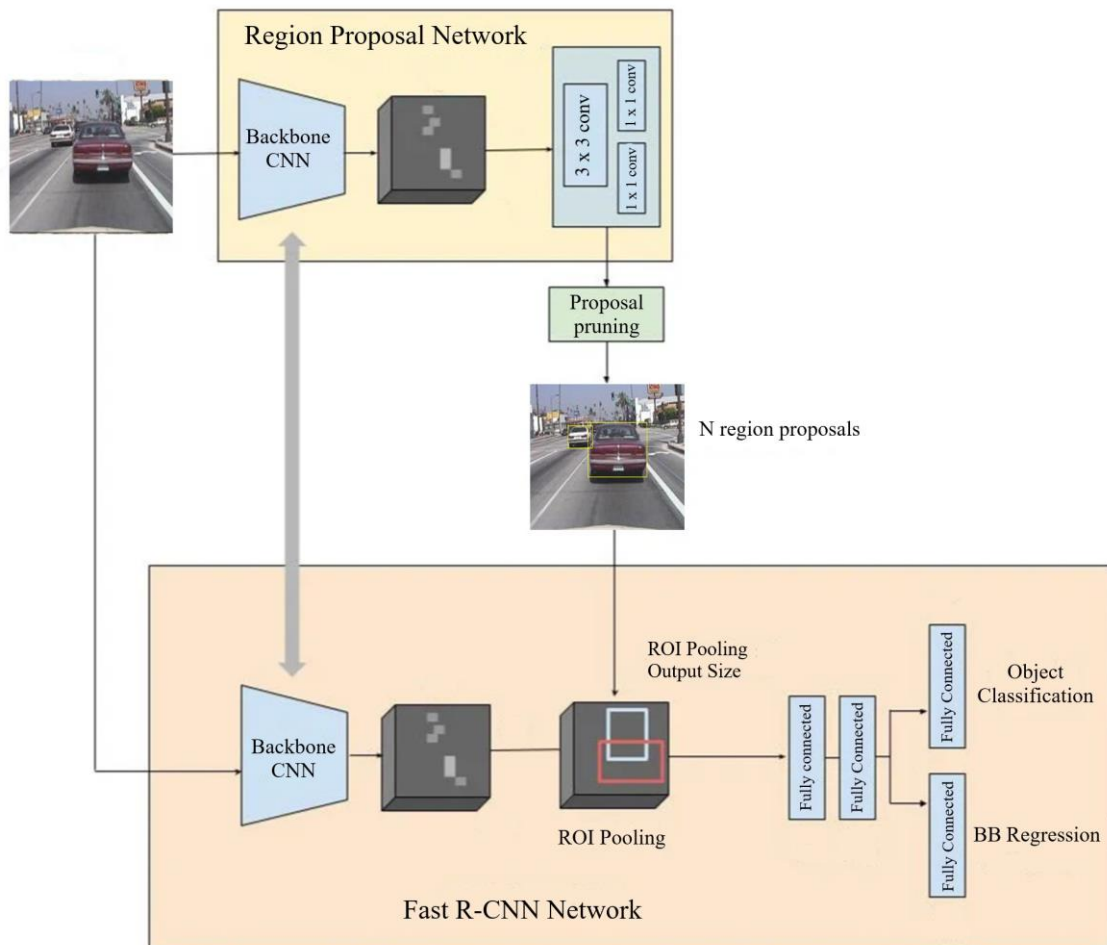 Region Proposal Network
Backbone
CNN
3 x 3 conv
1 x 1 conv
1 x 1 conv
Proposal
pruning
N region proposals
ROI Pooling
Output Size
Backbone
CNN
ROI Pooling
Fully connected
Fully Connected
Fully Connected
Object
Classification
Fully Connected
BB Regression
Fast R-CNN Network